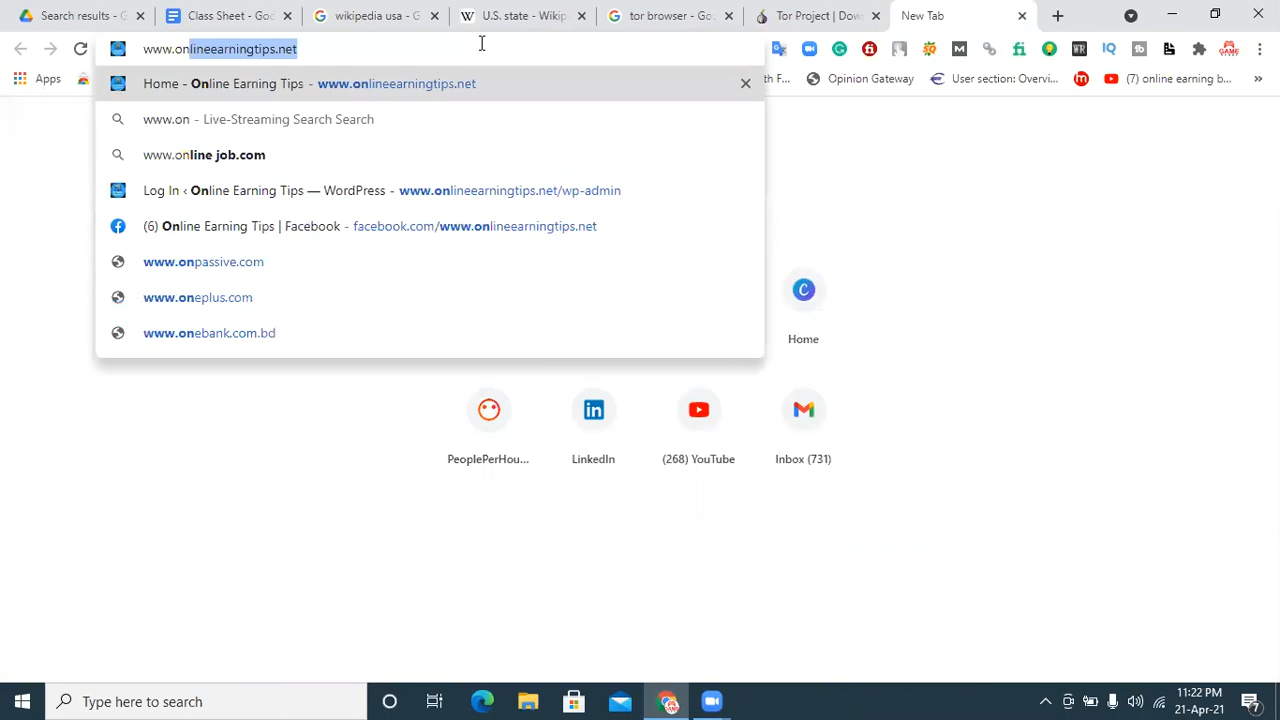 Search results - Goo
Class Sheet - Goo
wikipedia usa - G
U.S. state - Wikip
tor browser - Goo
Tor Project | Dow
New Tab
www.onlineearningtips.net
Apps
th F...
Opinion Gateway
User section: Overvi...
(7) online earning b...
Home - Online Earning Tips - www.onlineearningtips.net
www.on - Live-Streaming Search Search
www.online job.com
Log In ‹ Online Earning Tips — WordPress - www.onlineearningtips.net/wp-admin
(6) Online Earning Tips | Facebook - facebook.com/www.onlineearningtips.net
www.onpassive.com
www.oneplus.com
www.onebank.com.bd
Home
PeoplePerHou...
LinkedIn
(268) YouTube
Inbox (731)
Type here to search
11:22 PM
21-Apr-21
7